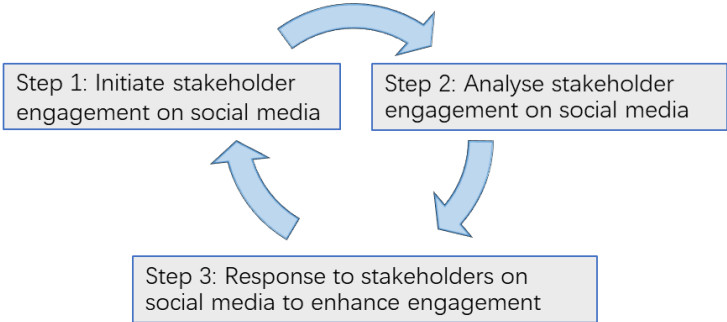 Step 1: Initiate stakeholder
engagement on social media
Step 2: Analyse stakeholder
engagement on social media
Step 3: Response to stakeholders on
social media to enhance engagement